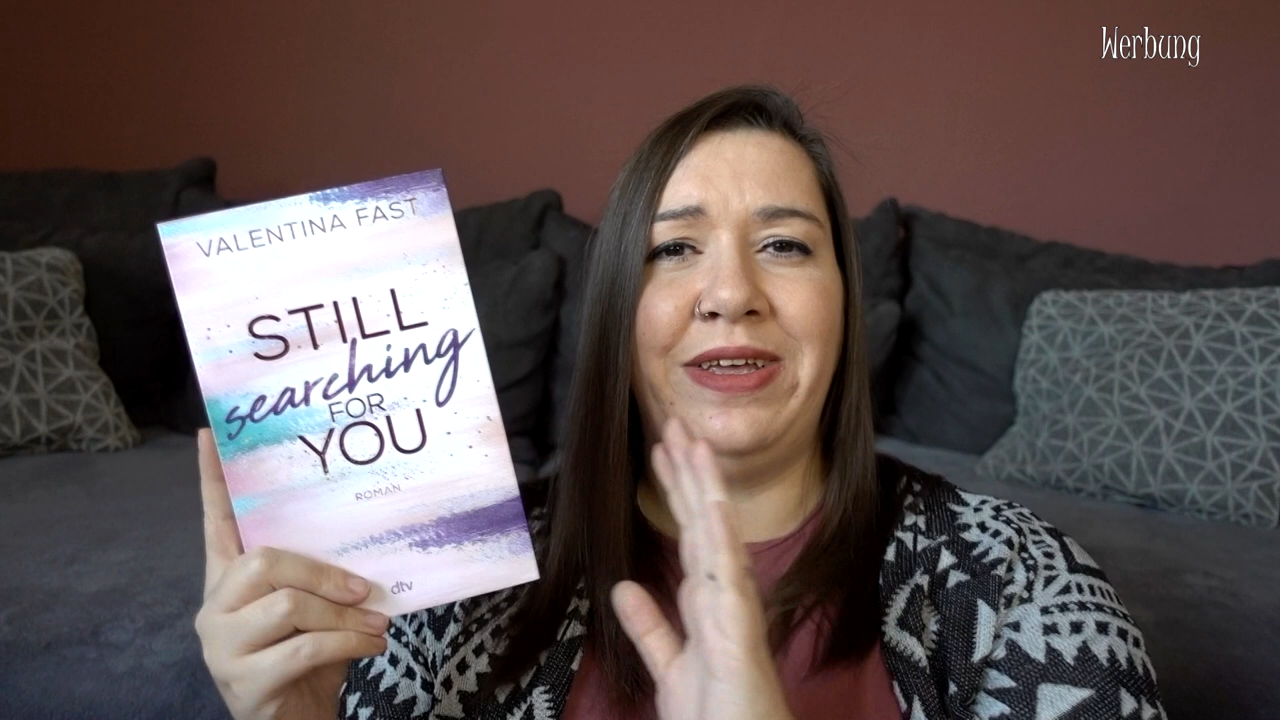 Werbung
VALENTINA FAST
STILL
searching
FOR
YOU
ROMAN
dtv